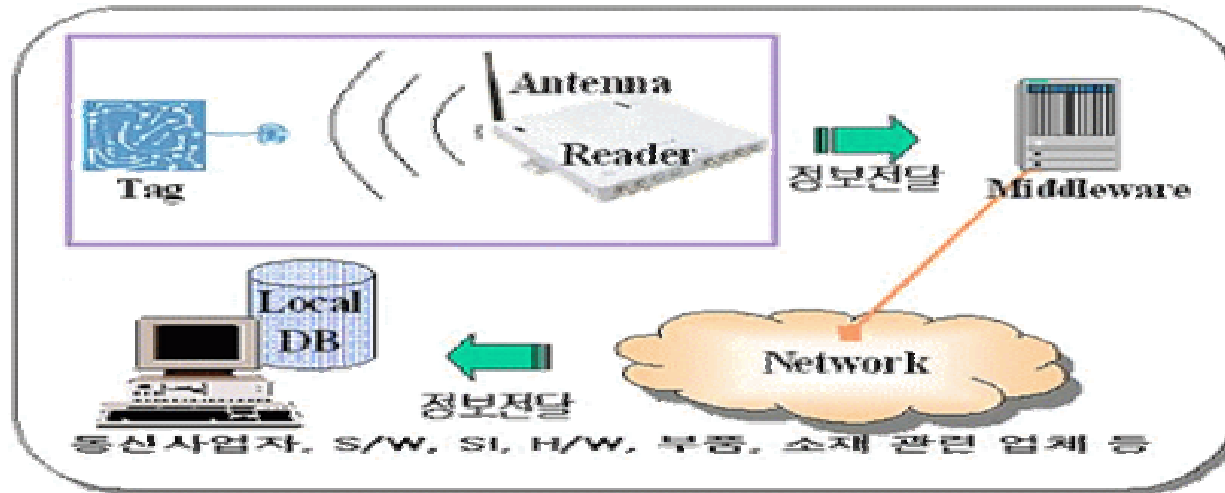 Antenna
Reader
Tag
정보전달
Middleware
Local
DB
Network
정보전달
통신사업자, S/W, SI, H/W, 부품, 소재 관련 업체 등